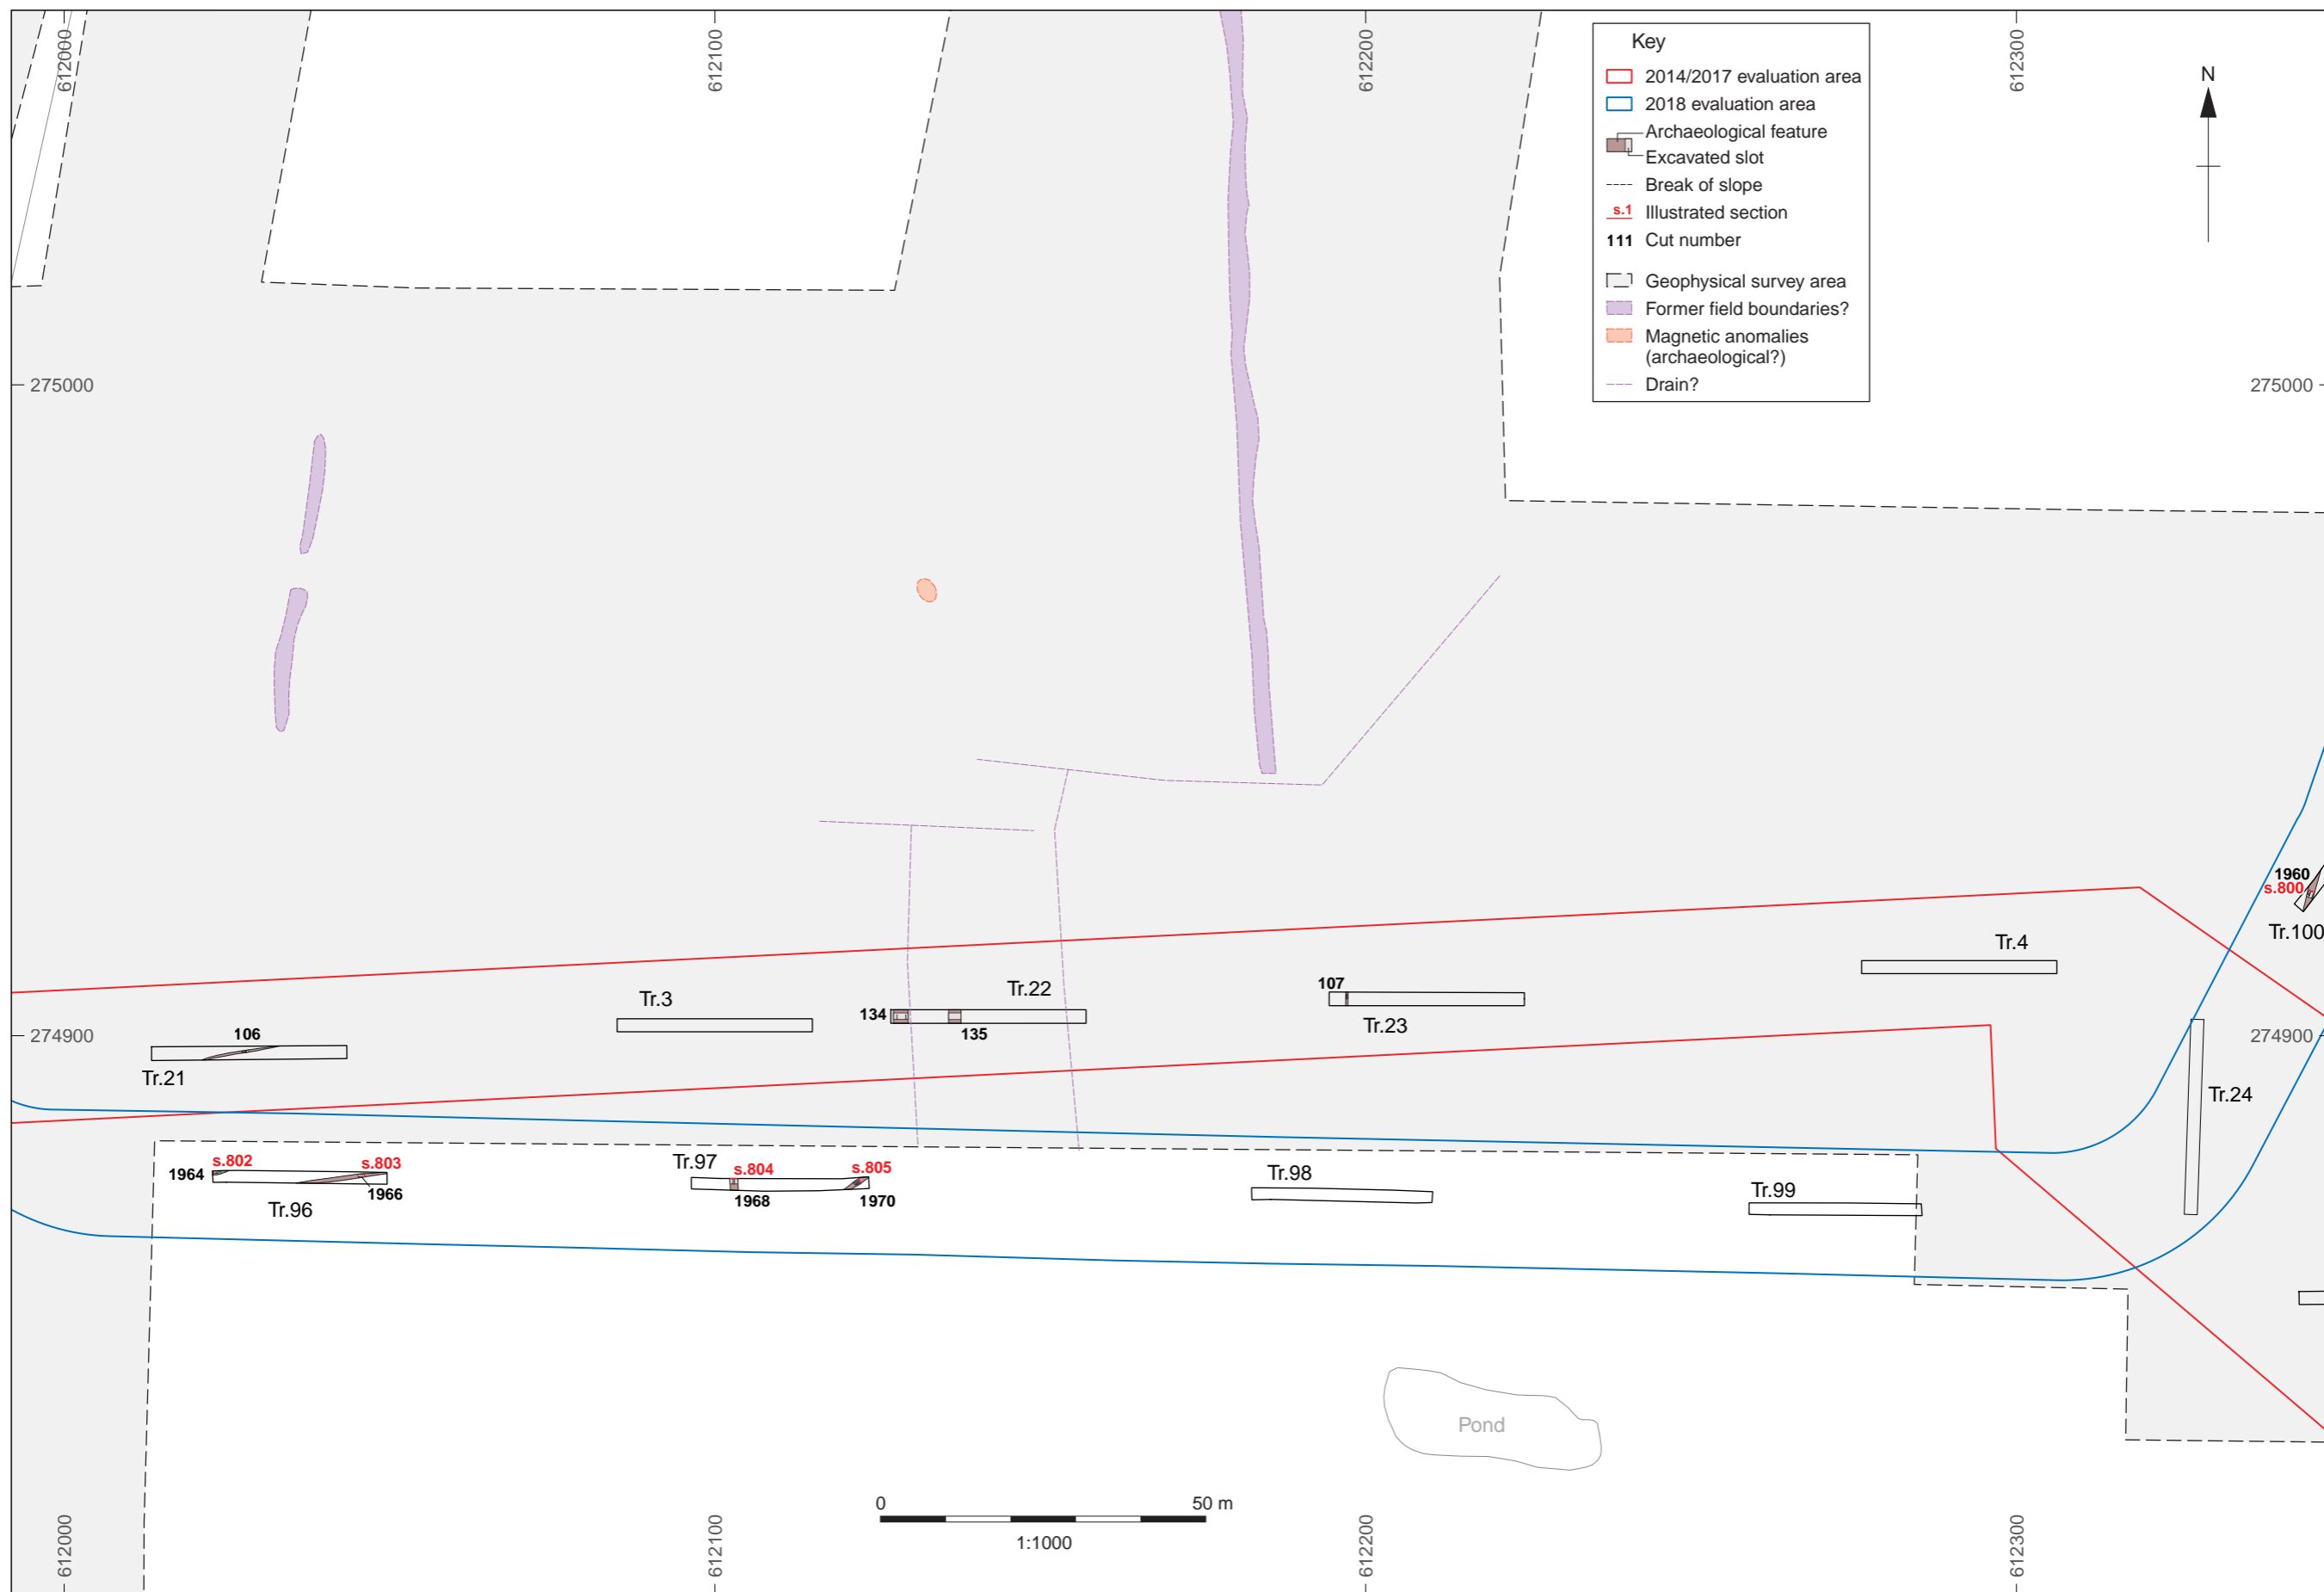 612000
612100
612200
612300
Key
2014/2017 evaluation area
2018 evaluation area
Archaeological feature
Excavated slot
Break of slope
s.1 Illustrated section
111 Cut number
Geophysical survey area
Former field boundaries?
Magnetic anomalies
(archaeological?)
Drain?
N
275000
275000
1960
s.800
Tr.100
Tr.4
Tr.22
107
Tr.3
134
135
Tr.23
106
274900
274900
Tr.21
Tr.24
s.802
s.803
Tr.97
s.804
s.805
Tr.98
1964
1966
1968
1970
Tr.99
Tr.96
Pond
0
50 m
1:1000
612000
612100
612200
612300